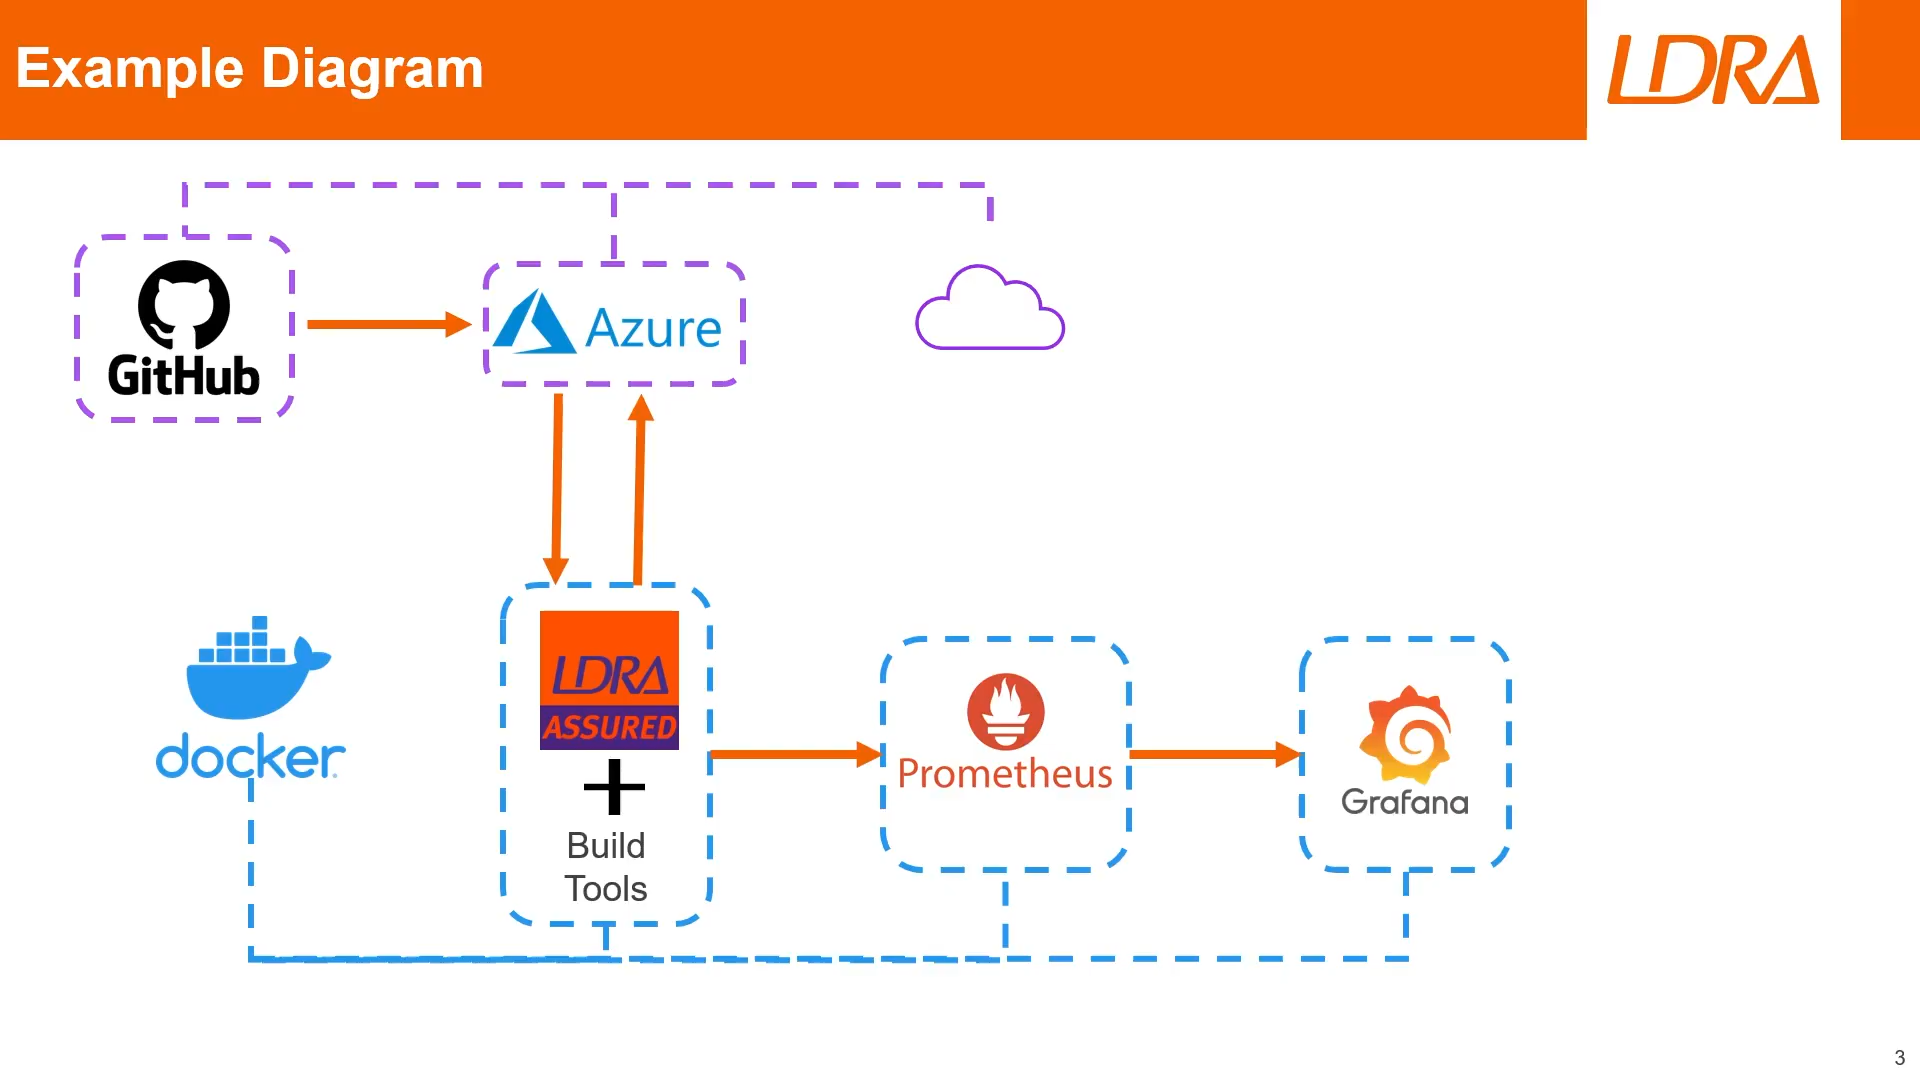 Example Diagram
LDRA
GitHub
Azure
docker
LDRA
ASSURED
Build
Tools
Prometheus
Grafana
3